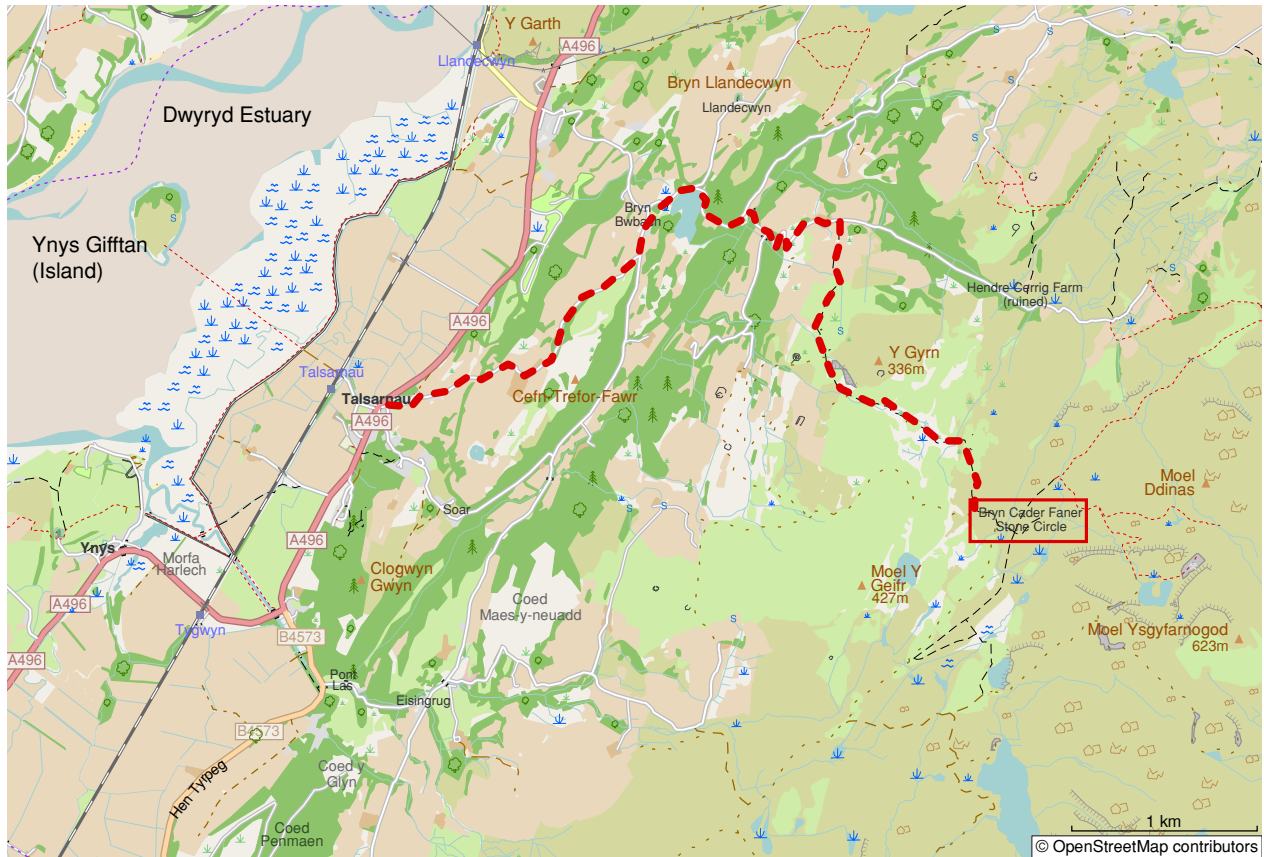 Y Garth
A496
Llandecwyn
Bryn Llandecwyn
Llandecwyn
Dwyryd Estuary
S
S
S
Ynys Gifftan
(Island)
S
Bryn
Bwbach
Hendre Cerrig Farm
(ruined)
S
A496
S
Y Gyrn
336m
Talsarnau
Talsarnau
A496
Cefn-Trefor-Fawr
Moel
Ddinas
Bryn Cader Faner
Stone Circle
Soar
S
S
A496
Ynys
Morfa
Harlech
Clogwyn
Gwyn
Moel Y
Geifr
427m
Coed
Maes-y-neuadd
A496
Tygwyn
S
B4573
Moel Ysgyfarnogod
623m
A496
Pont
Las
Eisingrug
B4573
Coed y
Glyn
Hen Tyrpeg
Coed
Penmaen
1 km
© OpenStreetMap contributors